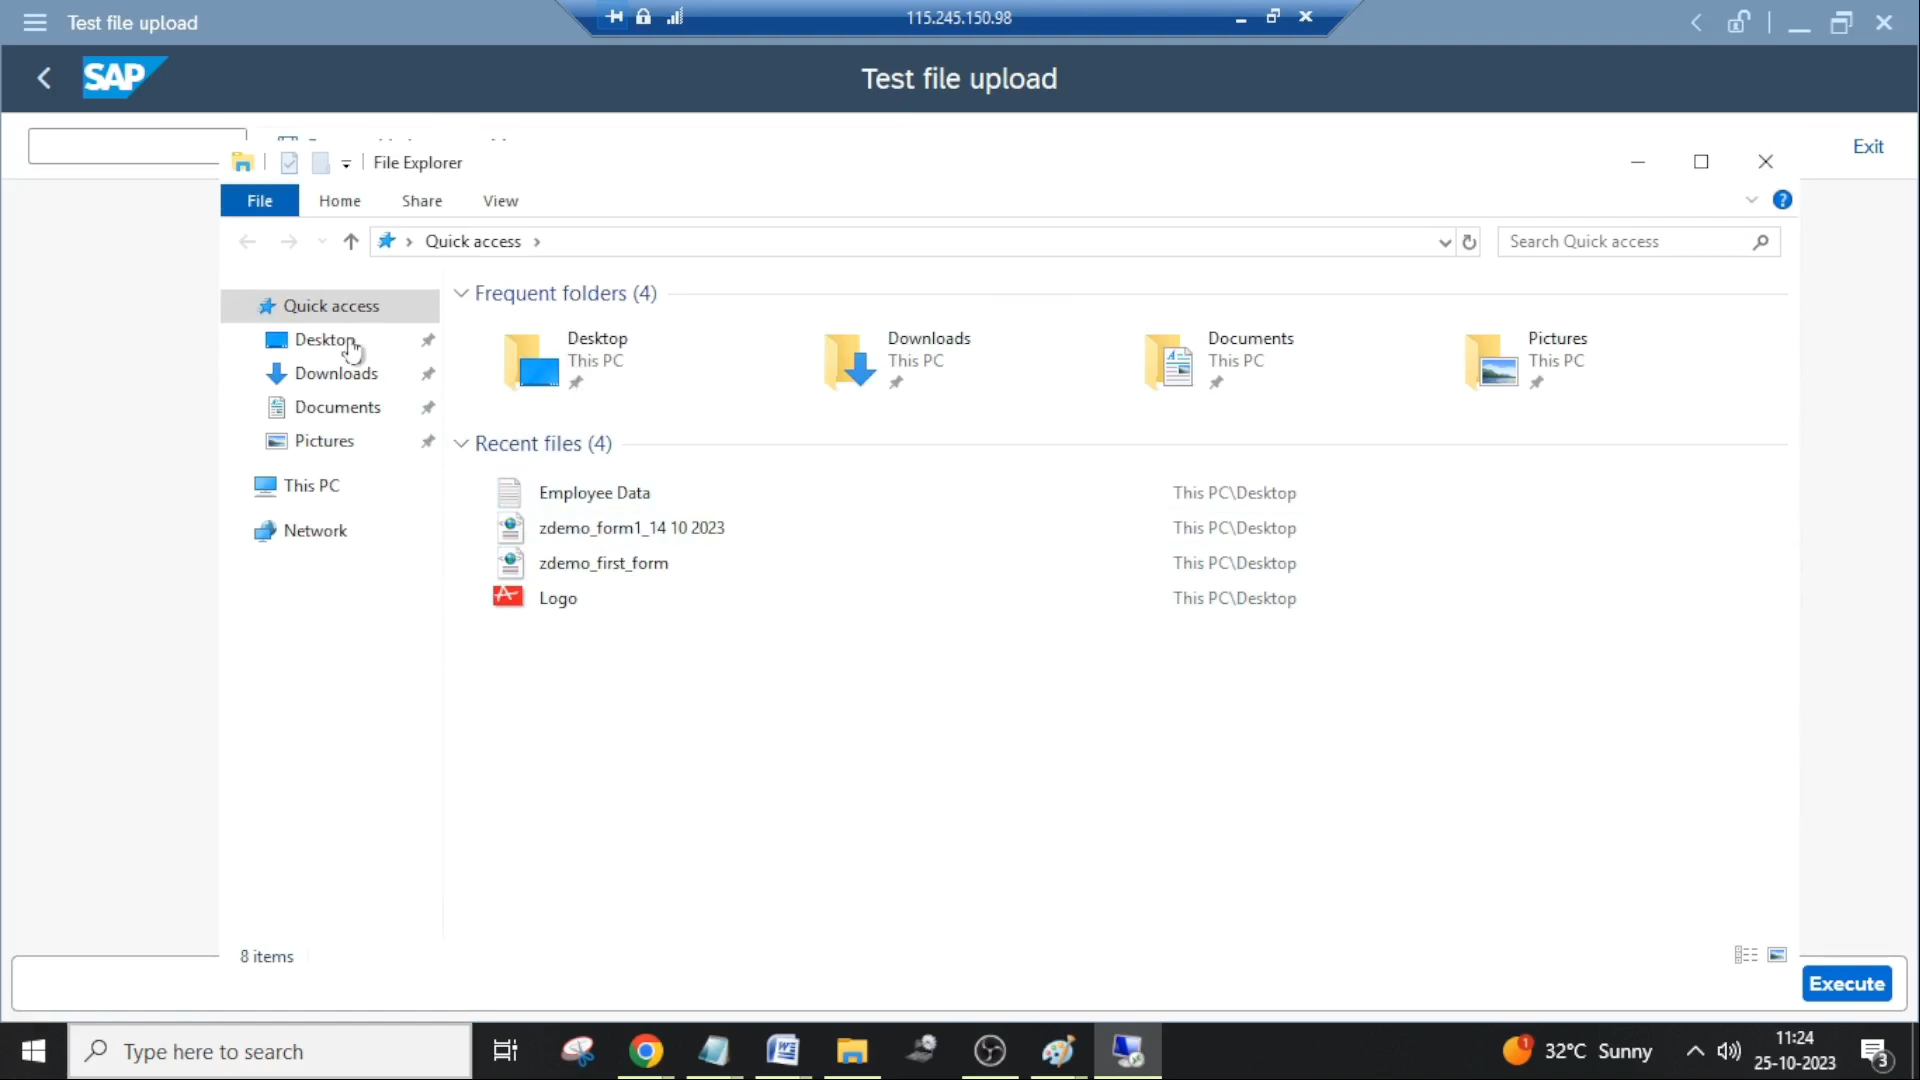 Test file upload
115.245.150.98
SAP
Test file upload
Exit
File Explorer
File
Home
Share
View
Quick access
Search Quick access
Quick access
Desktop
Downloads
Documents
Pictures
This PC
Network
Frequent folders (4)
Desktop
This PC
Downloads
This PC
Documents
This PC
Pictures
This PC
Recent files (4)
Employee Data
This PC\Desktop
zdemo_form1_14 10 2023
This PC\Desktop
zdemo_first_form
This PC\Desktop
Logo
This PC\Desktop
8 items
Execute
Type here to search
1
32°C Sunny
11:24
25-10-2023
3